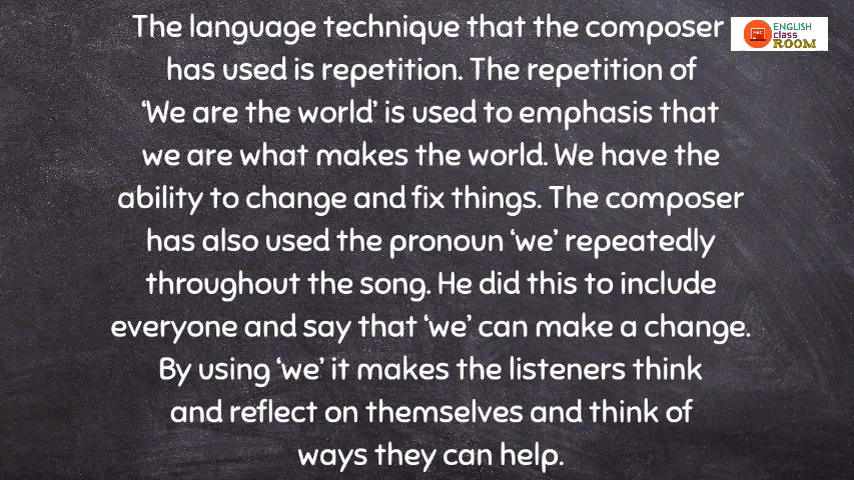 The language technique that the composer
has used is repetition. The repetition of
‘We are the world’ is used to emphasis that
we are what makes the world. We have the
ability to change and fix things. The composer
has also used the pronoun ‘we’ repeatedly
throughout the song. He did this to include
everyone and say that ‘we’ can make a change.
By using ‘we’ it makes the listeners think
and reflect on themselves and think of
ways they can help.
ABC
ENGLISH
class
ROOM